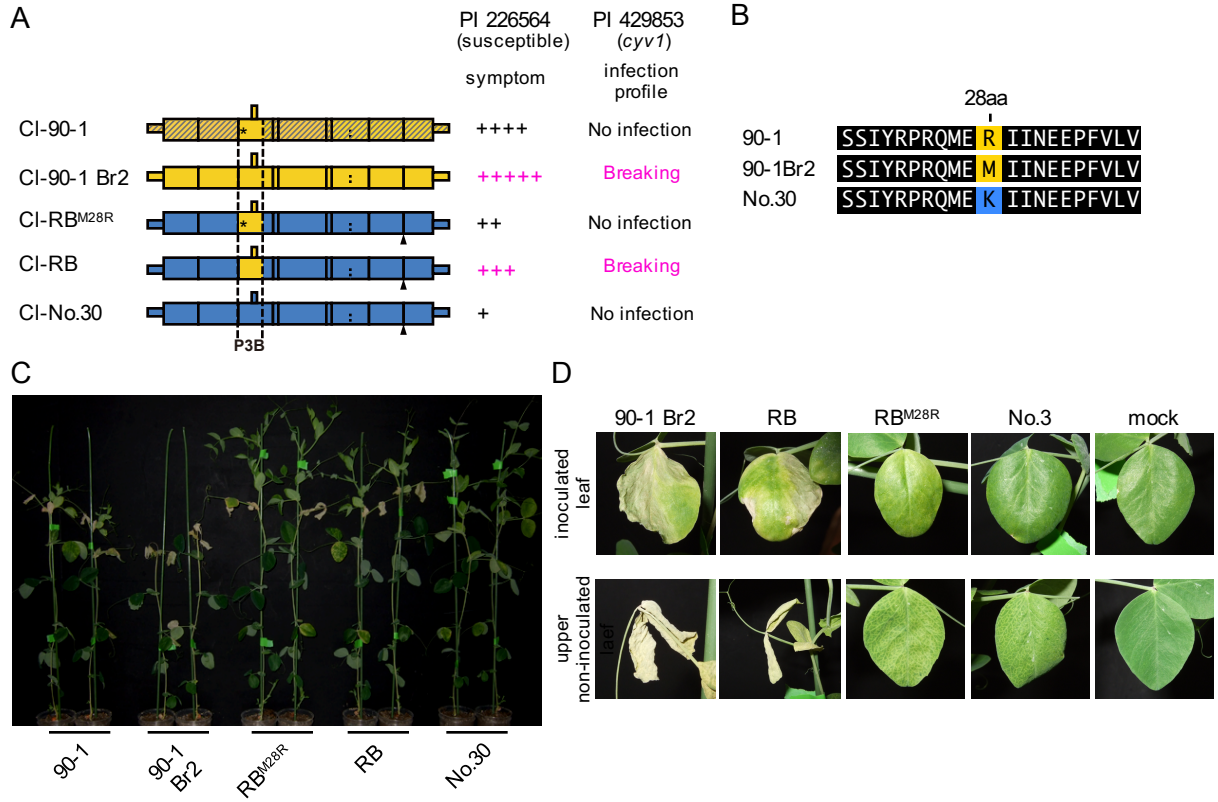 A
PI 226564
(susceptible)
symptom
PI 429853
(cyv1)
infection
profile
Cl-90-1
*
:
++++
No infection
Cl-90-1 Br2
:
+++++
Breaking
Cl-RBM28R
*
:
++
No infection
Cl-RB
:
+++
Breaking
Cl-No.30
:
+
No infection
P3B
B
28aa
90-1
SSIYRPRQME R IINEEPFVLV
90-1Br2
SSIYRPRQME M IINEEPFVLV
No.30
SSIYRPRQME K IINEEPFVLV
C
90-1
90-1
Br2
RBM28R
RB
No.30
D
90-1 Br2
RB
RBM28R
No.3
mock
inoculated
leaf
upper
non-inoculated
laef